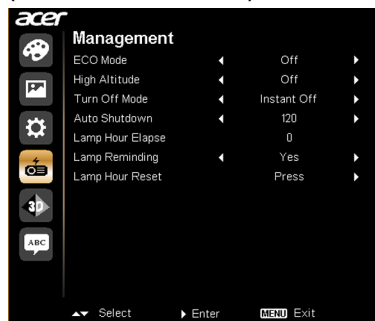 acer
Management
ECO Mode Off
High Altitude Off
Turn Off Mode Instant Off
Auto Shutdown 120
Lamp Hour Elapse 0
Lamp Reminding Yes
Lamp Hour Reset Press
3D
ABC
Select Enter MENU Exit